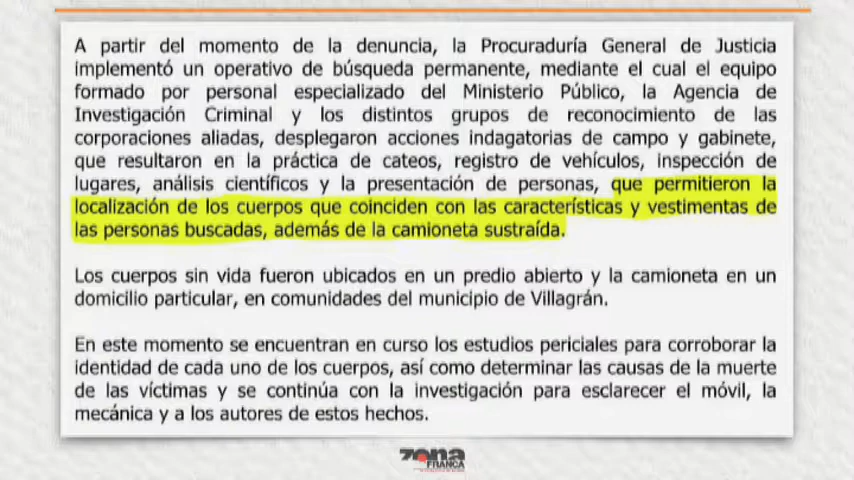 A partir del momento de la denuncia, la Procuraduría General de Justicia
implementó un operativo de búsqueda permanente, mediante el cual el equipo
formado por personal especializado del Ministerio Público, la Agencia de
Investigación Criminal y los distintos grupos de reconocimiento de las
corporaciones aliadas, desplegaron acciones indagatorias de campo y gabinete,
que resultaron en la práctica de cateos, registro de vehículos, inspección de
lugares, análisis científicos y la presentación de personas, que permitieron la
localización de los cuerpos que coinciden con las características y vestimentas de
las personas buscadas, además de la camioneta sustraída.
Los cuerpos sin vida fueron ubicados en un predio abierto y la camioneta en un
domicilio particular, en comunidades del municipio de Villagrán.
En este momento se encuentran en curso los estudios periciales para corroborar la
identidad de cada uno de los cuerpos, así como determinar las causas de la muerte
de las víctimas y se continúa con la investigación para esclarecer el móvil, la
mecánica y a los autores de estos hechos.
zona
FRANCA